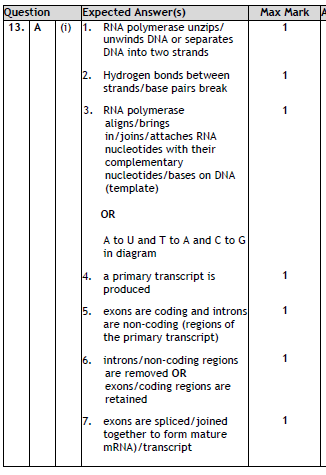 Question Expected Answer(s) Max Mark
13. A (i) 1. RNA polymerase unzips/ 1
unwinds DNA or separates
DNA into two strands
2. Hydrogen bonds between 1
strands/base pairs break
3. RNA polymerase 1
aligns/brings
in/joins/attaches RNA
nucleotides with their
complementary
nucleotides/bases on DNA
(template)
OR
A to U and T to A and C to G
in diagram
4. a primary transcript is 1
produced
5. exons are coding and introns 1
are non-coding (regions of
the primary transcript)
6. introns/non-coding regions 1
are removed OR
exons/coding regions are
retained
7. exons are spliced/joined 1
together to form mature
mRNA)/transcript